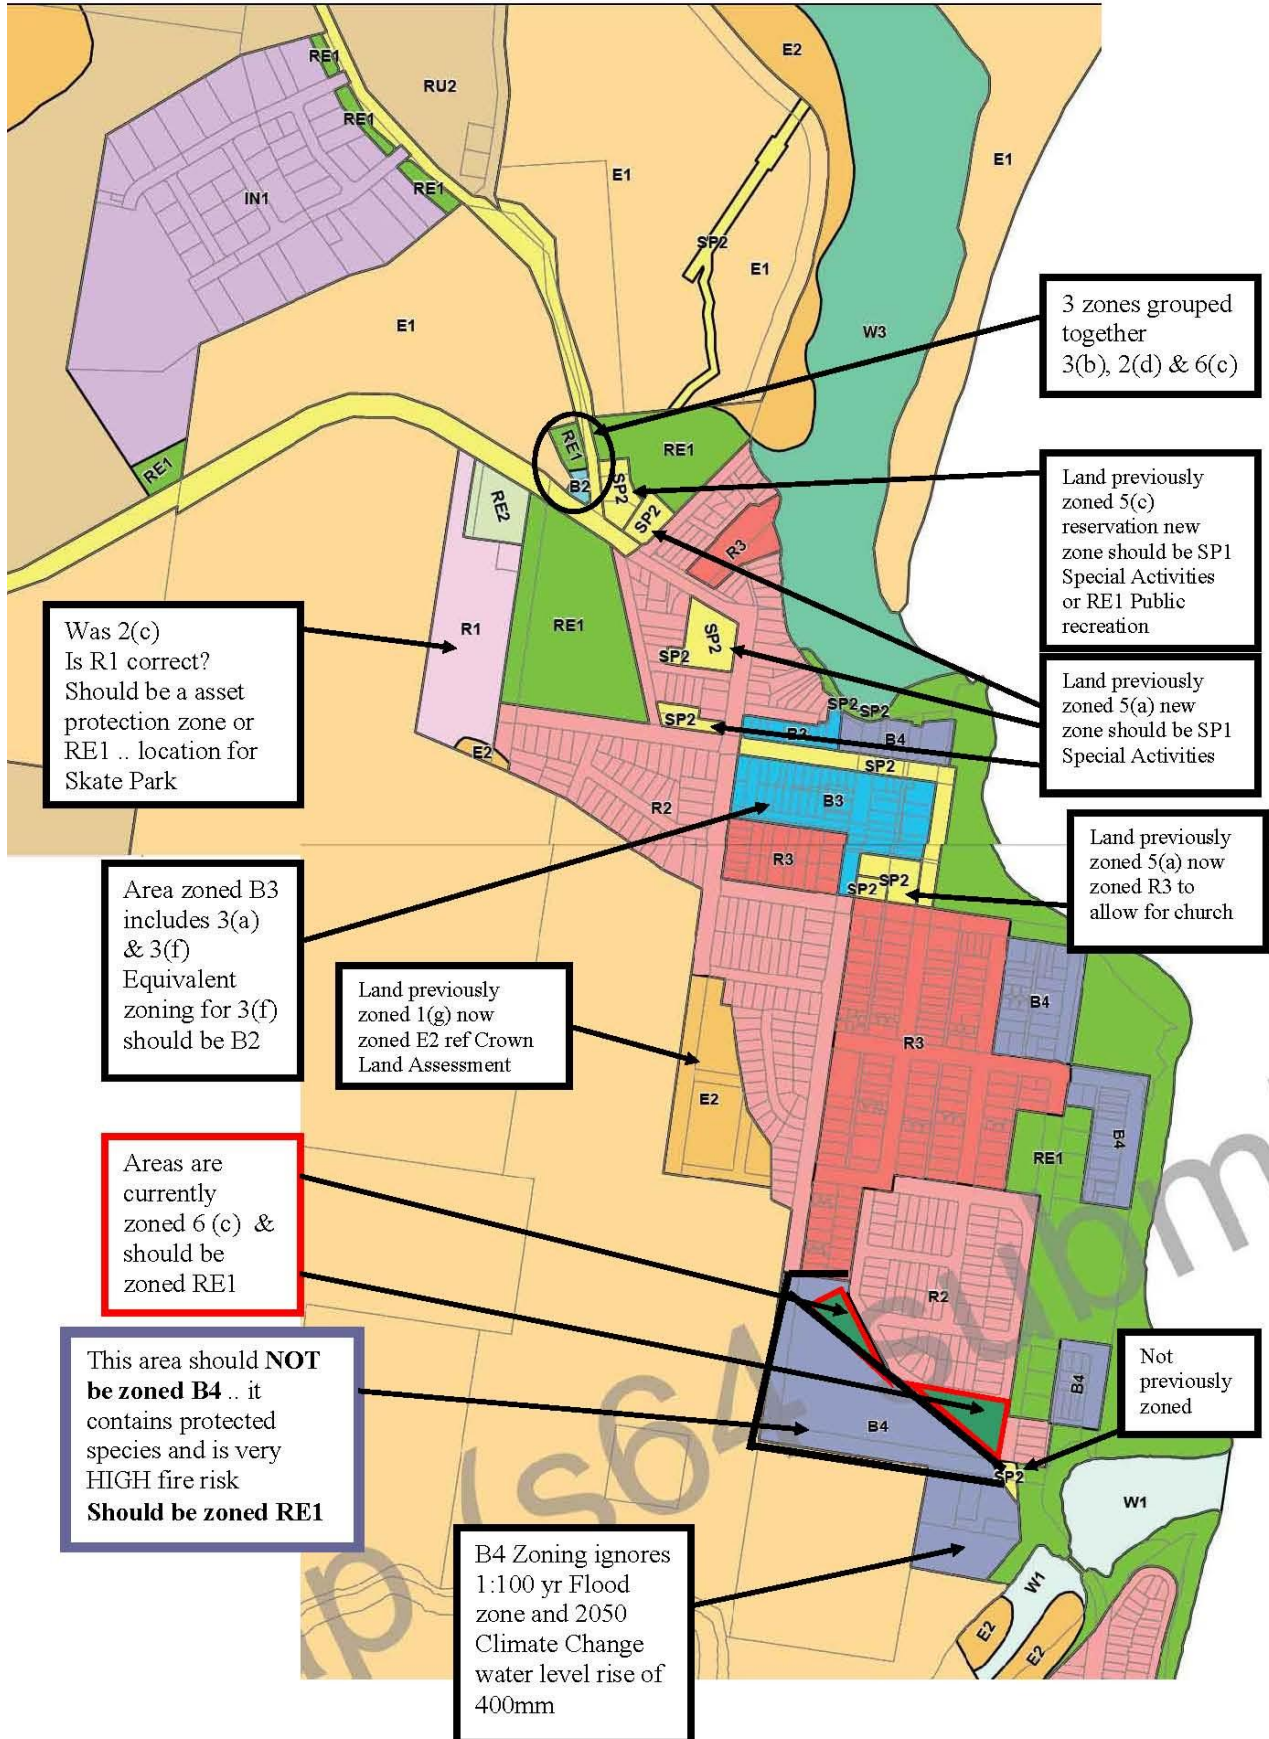 E2
RE1
RU2
RE1
E1
E1
RE1
IN1
SP2
E1
E1
W3
3 zones grouped
together
3(b), 2(d) & 6(c)
RE1
RE1
RE1
B2
SP2
SP2
RE2
R3
Land previously
zoned 5(c)
reservation new
zone should be SP1
Special Activities
or RE1 Public
recreation
Was 2(c)
Is R1 correct?
Should be a asset
protection zone or
RE1 .. location for
Skate Park
R1
RE1
SP2
SP2
SP2
SP2
SP2
B3
B4
SP2
E2
Land previously
zoned 5(a) new
zone should be SP1
Special Activities
R2
B3
R3
SP2
SP2
Land previously
zoned 5(a) now
zoned R3 to
allow for church
Area zoned B3
includes 3(a)
& 3(f)
Equivalent
zoning for 3(f)
should be B2
Land previously
zoned 1(g) now
zoned E2 ref Crown
Land Assessment
B4
R3
E2
RE1
B4
Areas are
currently
zoned 6 (c) &
should be
zoned RE1
R2
B4
This area should NOT
be zoned B4 .. it
contains protected
species and is very
HIGH fire risk
Should be zoned RE1
B4
Not
previously
zoned
SP2
W1
B4 Zoning ignores
1:100 yr Flood
zone and 2050
Climate Change
water level rise of
400mm
W1
E2
E2
(s64 subm